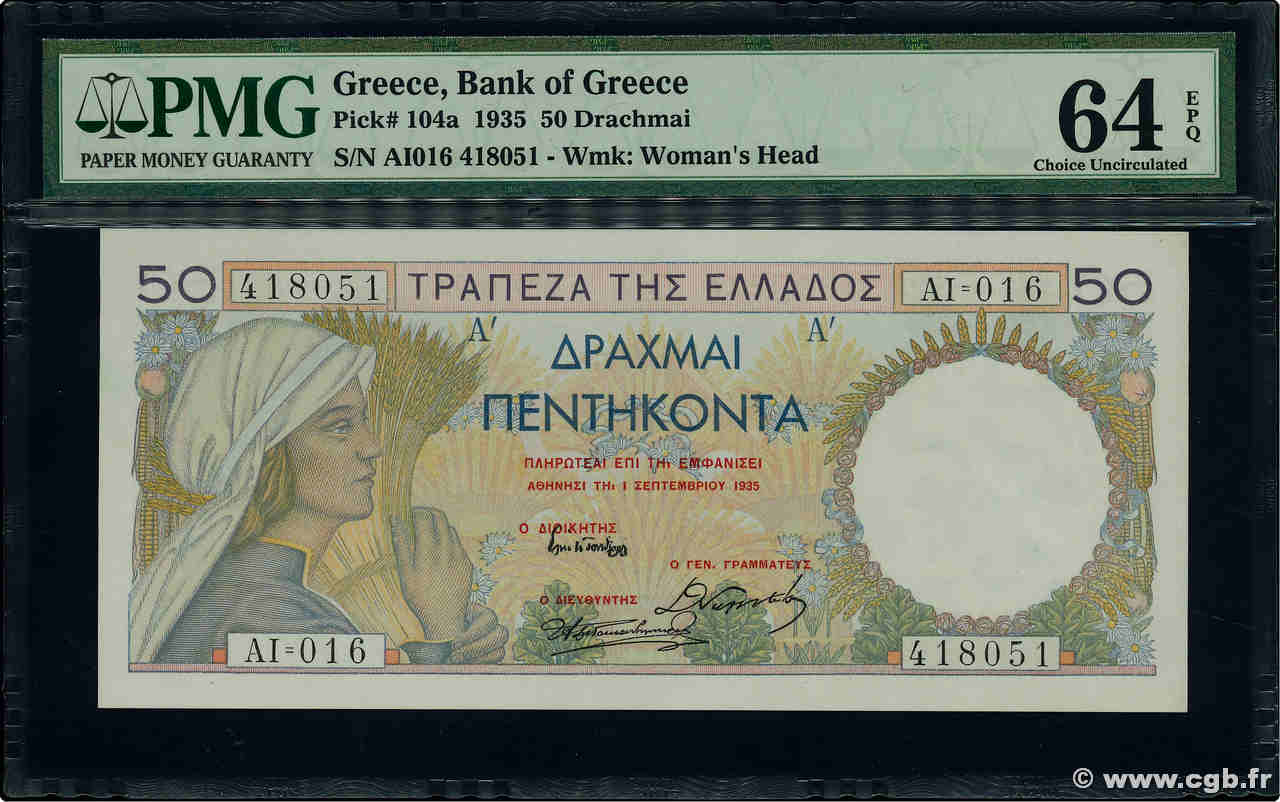 PMG
PAPER MONEY GUARANTY
Greece, Bank of Greece
Pick# 104a 1935 50 Drachmai
S/N AI016 418051 - Wmk: Woman's Head
64
EPQ
Choice Uncirculated
50 418051 ΤΡΑΠΕΖΑ ΤΗΣ ΕΛΛΑΔΟΣ AI=016 50
Α' Α'
ΔΡΑΧΜΑΙ
ΠΕΝΤΗΚΟΝΤΑ
ΠΛΗΡΩΤΕΑΙ ΕΠΙ ΤΗι ΕΜΦΑΝΙΣΕΙ
ΑΘΗΝΗΣΙ ΤΗι 1 ΣΕΠΤΕΜΒΡΙΟΥ 1935
Ο ΔΙΟΙΚΗΤΗΣ
Ο ΓΕΝ. ΓΡΑΜΜΑΤΕΥΣ
Ο ΔΙΕΥΘΥΝΤΗΣ
AI=016 418051
© www.cgb.fr